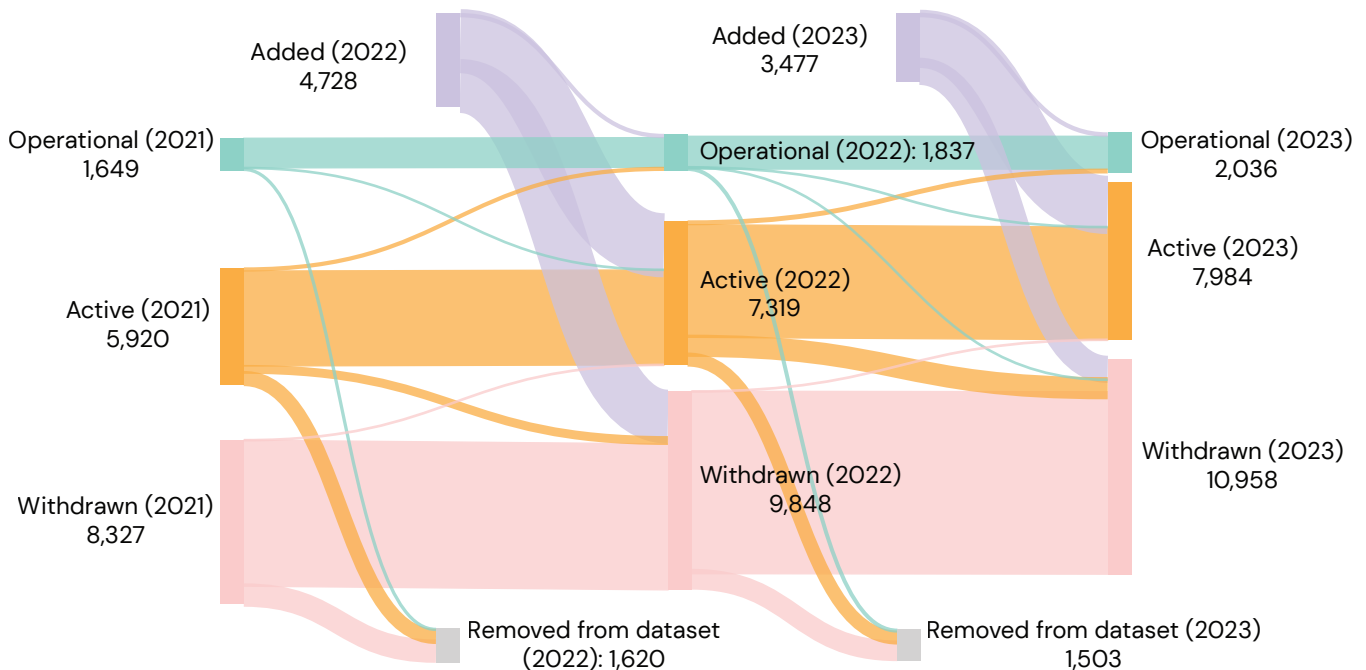 Added (2022)
4,728
Added (2023)
3,477
Operational (2021)
1,649
Operational (2022): 1,837
Operational (2023)
2,036
Active (2021)
5,920
Active (2022)
7,319
Active (2023)
7,984
Withdrawn (2021)
8,327
Withdrawn (2022)
9,848
Withdrawn (2023)
10,958
Removed from dataset
(2022): 1,620
Removed from dataset (2023)
1,503